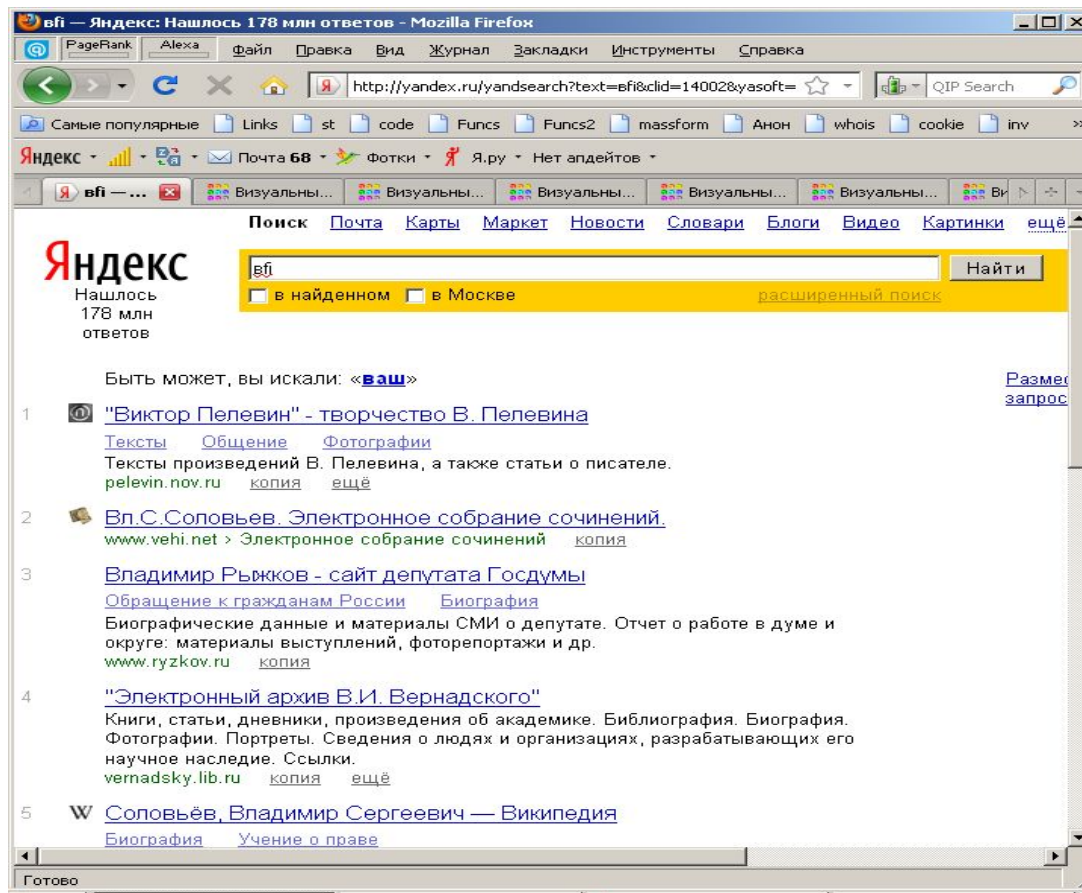 вfi — Яндекс: Нашлось 178 млн ответов - Mozilla Firefox
PageRank Alexa Файл Правка Вид Журнал Закладки Инструменты Справка
http://yandex.ru/yandsearch?text=вfi&clid=14002&yasoft= QIP Search
Самые популярные Links st code Funcs Funcs2 massform Анон whois cookie inv »
Яндекс Почта 68 Фотки Я.ру Нет апдейтов
вfi — ... Визуальны... Визуальны... Визуальны... Визуальны... Визуальны... Ви
Поиск Почта Карты Маркет Новости Словари Блоги Видео Картинки ещё
Яндекс
вfi Найти
Нашлось
178 млн
ответов
в найденном в Москве расширенный поиск
Быть может, вы искали: «ваш»
Размес
запрос
1 "Виктор Пелевин" - творчество В. Пелевина
Тексты Общение Фотографии
Тексты произведений В. Пелевина, а также статьи о писателе.
pelevin.nov.ru копия ещё
2 Вл.С.Соловьев. Электронное собрание сочинений.
www.vehi.net > Электронное собрание сочинений копия
3 Владимир Рыжков - сайт депутата Госдумы
Обращение к гражданам России Биография
Биографические данные и материалы СМИ о депутате. Отчет о работе в думе и
округе: материалы выступлений, фоторепортажи и др.
www.ryzkov.ru копия
4 "Электронный архив В.И. Вернадского"
Книги, статьи, дневники, произведения об академике. Библиография. Биография.
Фотографии. Портреты. Сведения о людях и организациях, разрабатывающих его
научное наследие. Ссылки.
vernadsky.lib.ru копия ещё
5 W Соловьёв, Владимир Сергеевич — Википедия
Биография Учение о праве
Готово